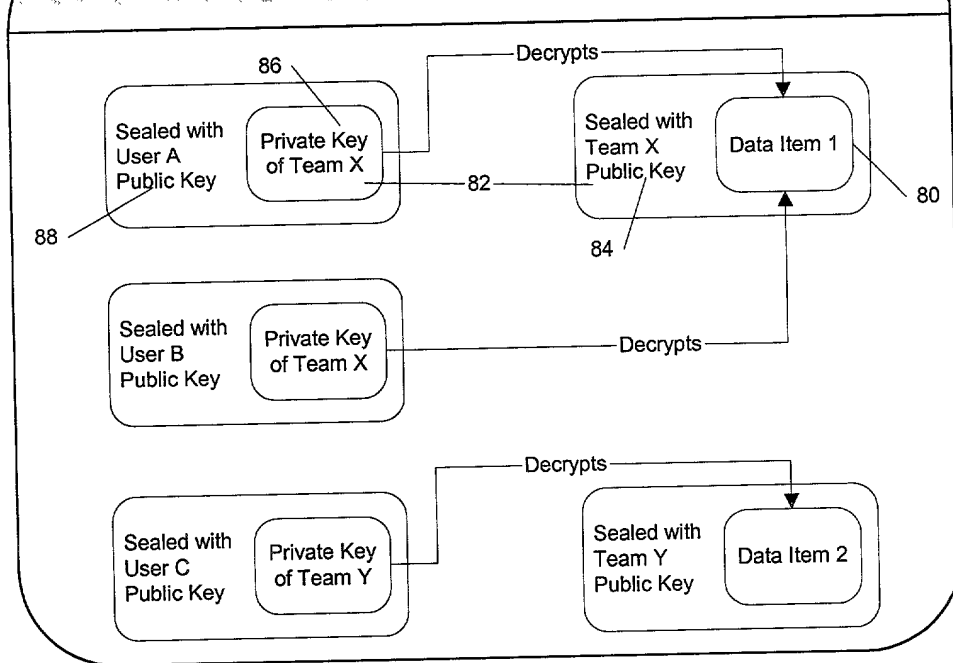 Decrypts
86
Sealed with
User A
Public Key
Private Key
of Team X
82
Sealed with
Team X
Public Key
Data Item 1
80
88
84
Sealed with
User B
Public Key
Private Key
of Team X
Decrypts
Decrypts
Sealed with
User C
Public Key
Private Key
of Team Y
Sealed with
Team Y
Public Key
Data Item 2